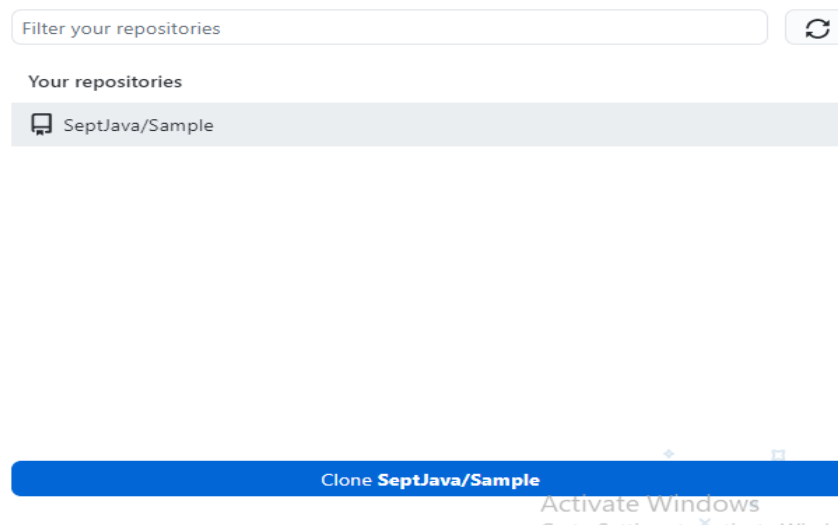 Filter your repositories
Your repositories
SeptJava/Sample
Clone SeptJava/Sample
Activate Windows